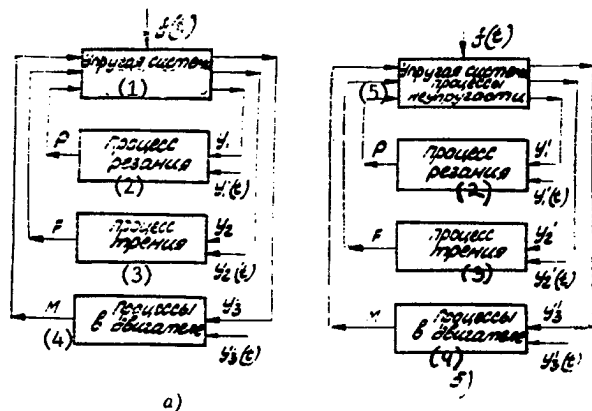 f(t)
Упругая система
(1)
P
Процесс
резания
(2)
y₁
y₁(t)
F
Процесс
трения
(3)
y₂
y₂(t)
M
(4)
Процессы
в двигателе
y₃
y₃(t)
а)
f(t)
Упругая система
процессы
неупругости
(5)
P
Процесс
резания
(2)
y₁'
y₁'(t)
F
Процесс
трения
(3)
y₂'
y₂'(t)
M
Процессы
в двигателе
(4)
y₃'
y₃'(t)
б)